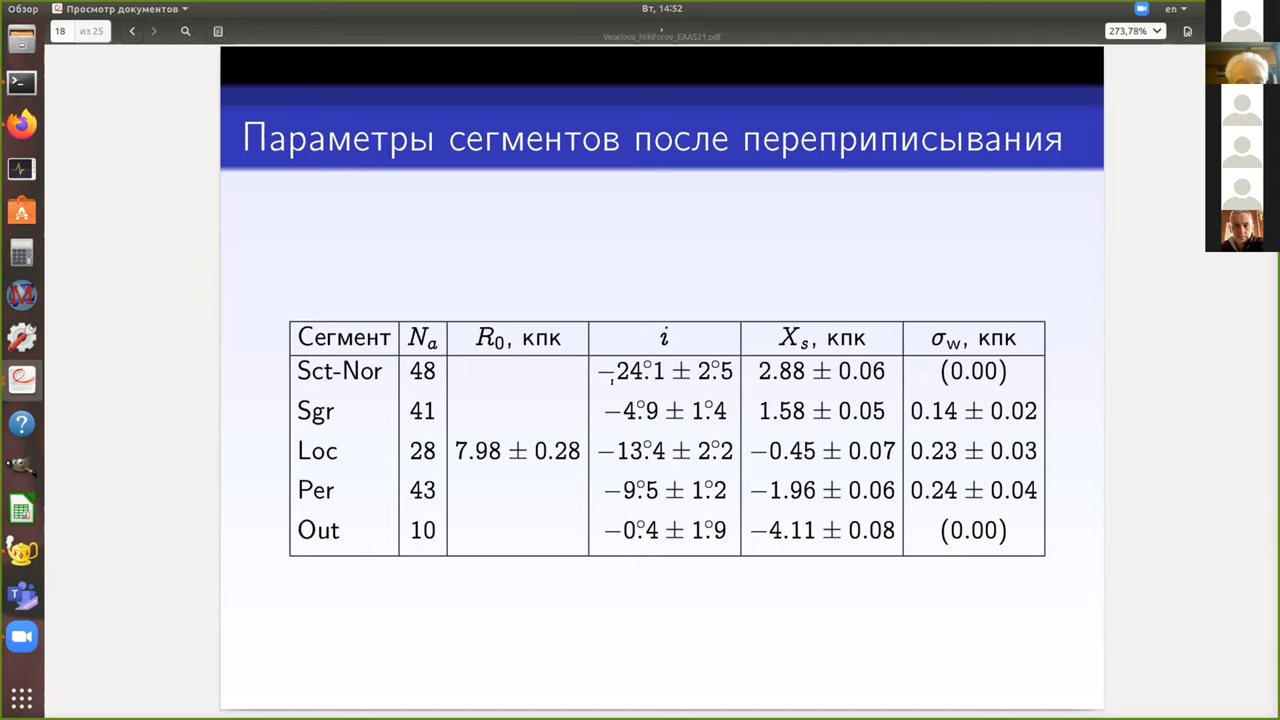 Обзор Просмотр документов Вт, 14:52 en
18 из 25 Veselova_Nikiforov_EAAS21.pdf 273,78%
Параметры сегментов после переприписывания
Сегмент Nₐ R₀, кпк i Xₛ, кпк σ_w, кпк
Sct-Nor 48 −24°.1 ± 2°.5 2.88 ± 0.06 (0.00)
Sgr 41 −4°.9 ± 1°.4 1.58 ± 0.05 0.14 ± 0.02
Loc 28 7.98 ± 0.28 −13°.4 ± 2°.2 −0.45 ± 0.07 0.23 ± 0.03
Per 43 −9°.5 ± 1°.2 −1.96 ± 0.06 0.24 ± 0.04
Out 10 −0°.4 ± 1°.9 −4.11 ± 0.08 (0.00)